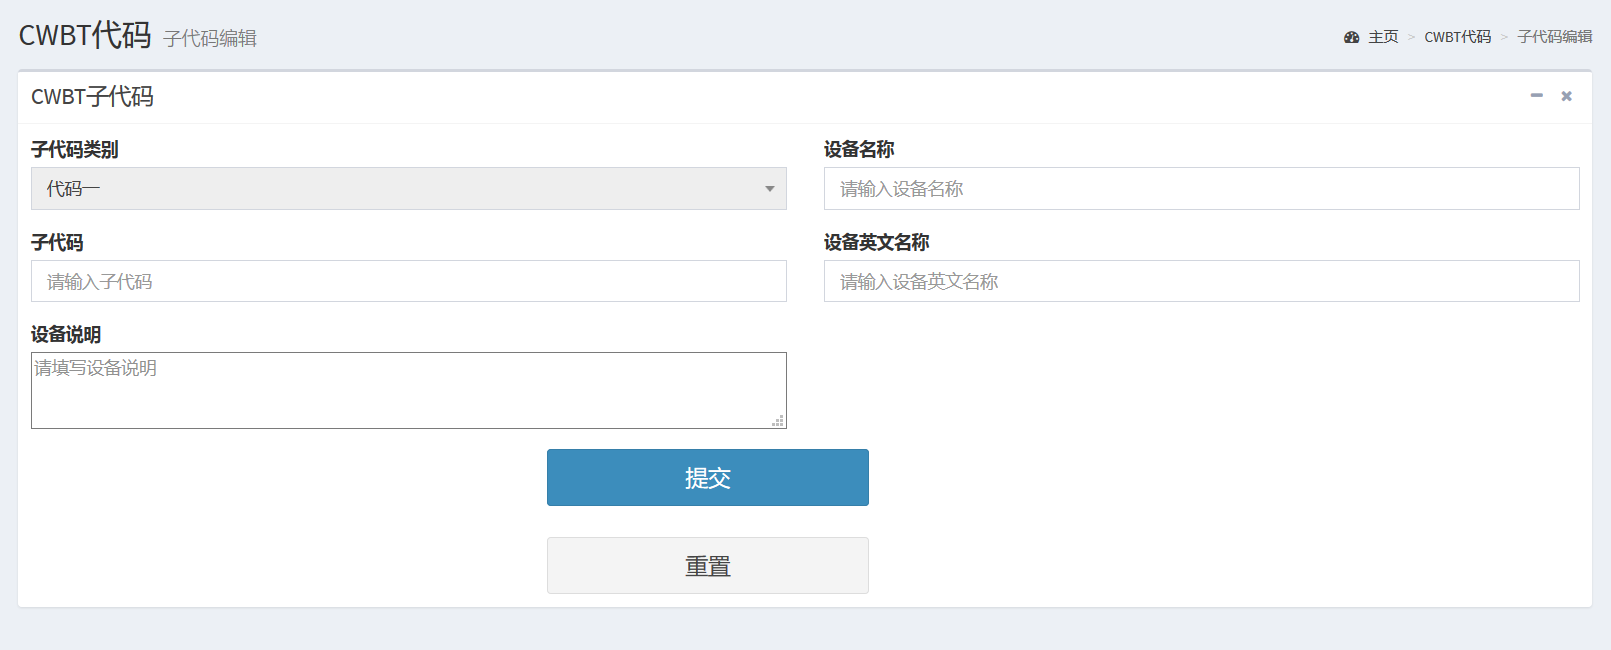 CWBT代码 子代码编辑
主页 > CWBT代码 > 子代码编辑
CWBT子代码
子代码类别
代码一
设备名称
请输入设备名称
子代码
请输入子代码
设备英文名称
请输入设备英文名称
设备说明
请填写设备说明
提交
重置